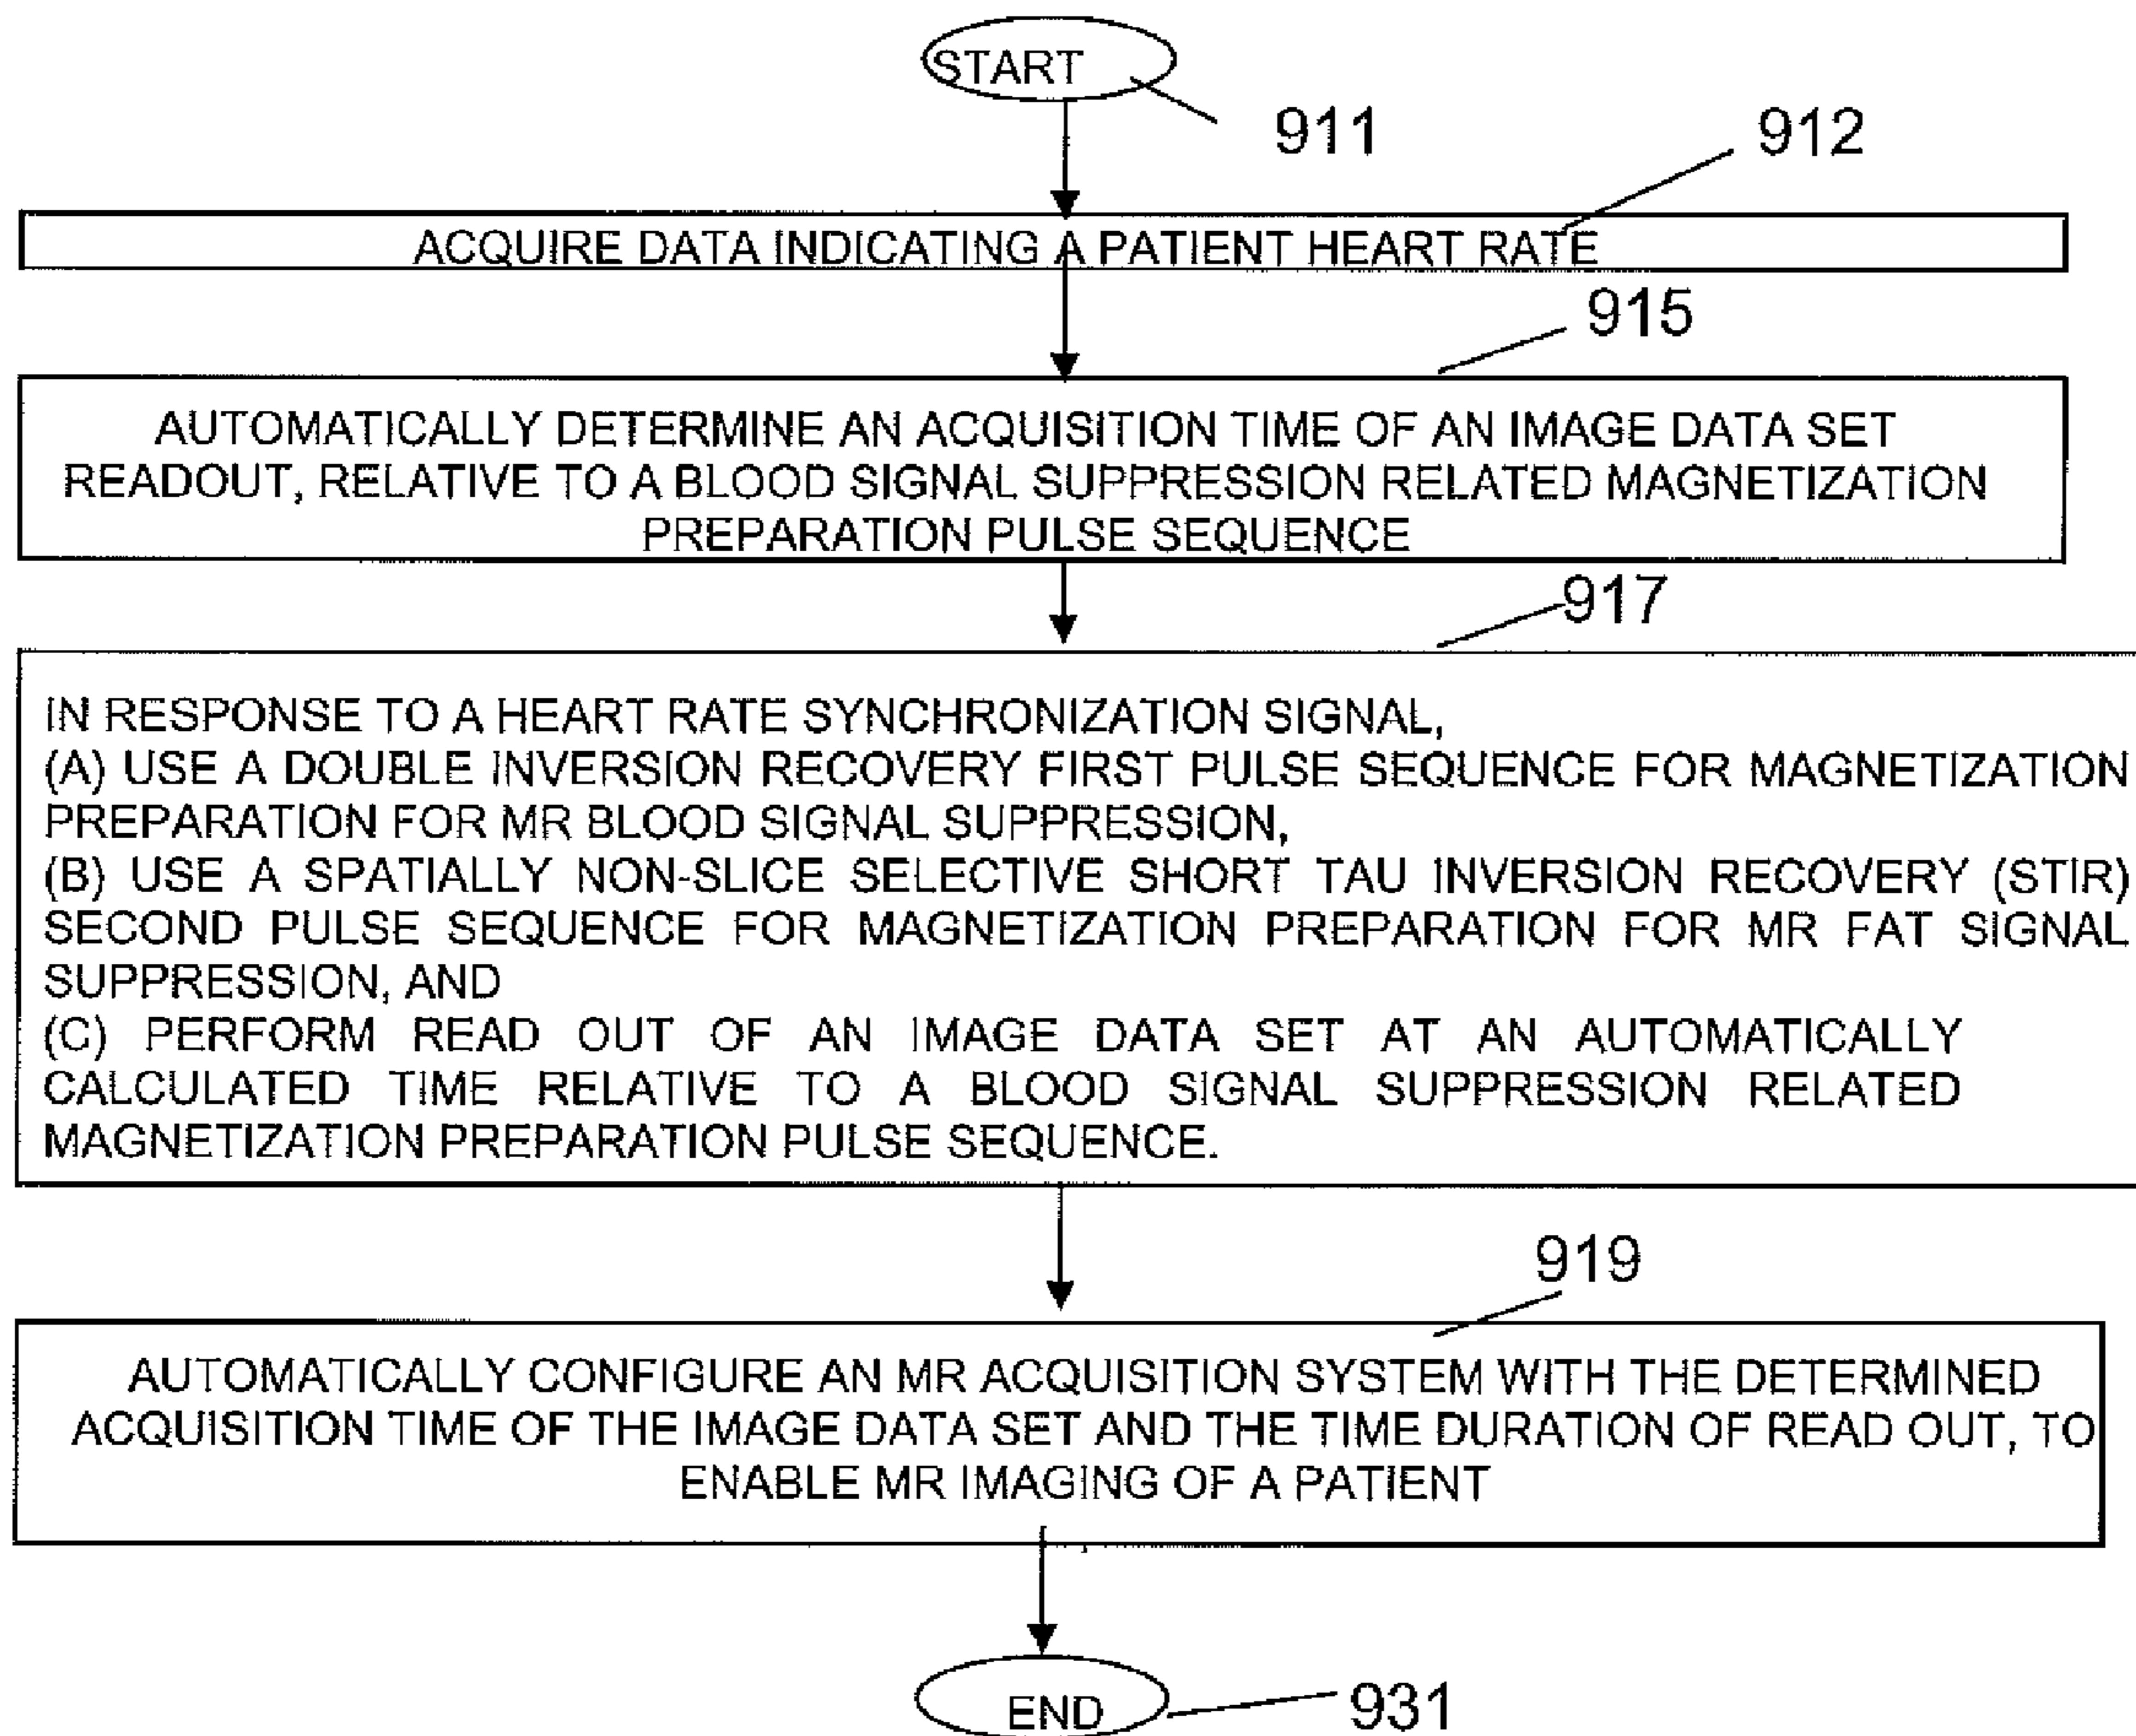 START
911
912
ACQUIRE DATA INDICATING A PATIENT HEART RATE
915
AUTOMATICALLY DETERMINE AN ACQUISITION TIME OF AN IMAGE DATA SET
READOUT, RELATIVE TO A BLOOD SIGNAL SUPPRESSION RELATED MAGNETIZATION
PREPARATION PULSE SEQUENCE
917
IN RESPONSE TO A HEART RATE SYNCHRONIZATION SIGNAL,
(A) USE A DOUBLE INVERSION RECOVERY FIRST PULSE SEQUENCE FOR MAGNETIZATION
PREPARATION FOR MR BLOOD SIGNAL SUPPRESSION,
(B) USE A SPATIALLY NON-SLICE SELECTIVE SHORT TAU INVERSION RECOVERY (STIR)
SECOND PULSE SEQUENCE FOR MAGNETIZATION PREPARATION FOR MR FAT SIGNAL
SUPPRESSION, AND
(C) PERFORM READ OUT OF AN IMAGE DATA SET AT AN AUTOMATICALLY
CALCULATED TIME RELATIVE TO A BLOOD SIGNAL SUPPRESSION RELATED
MAGNETIZATION PREPARATION PULSE SEQUENCE.
919
AUTOMATICALLY CONFIGURE AN MR ACQUISITION SYSTEM WITH THE DETERMINED
ACQUISITION TIME OF THE IMAGE DATA SET AND THE TIME DURATION OF READ OUT, TO
ENABLE MR IMAGING OF A PATIENT
END
931